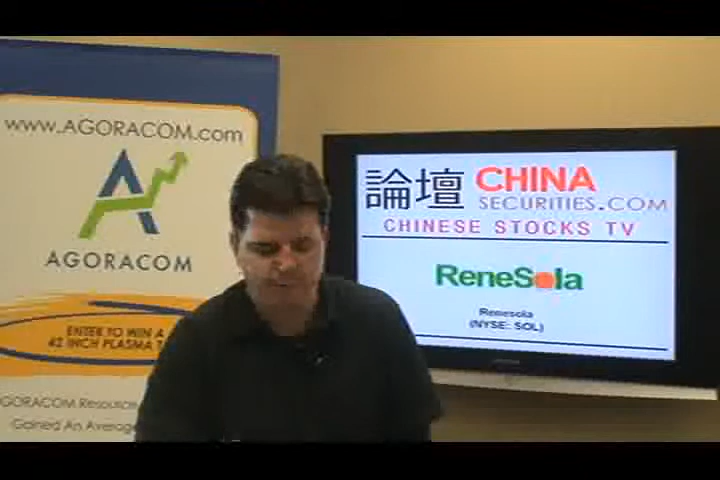 www.AGORACOM.com
AGORACOM
ENTER TO WIN A
42 INCH PLASMA T
GORACOM Resource
Gained An Average
論壇 CHINA
SECURITIES.COM
CHINESE STOCKS TV
ReneSola
Renesola
(NYSE: SOL)